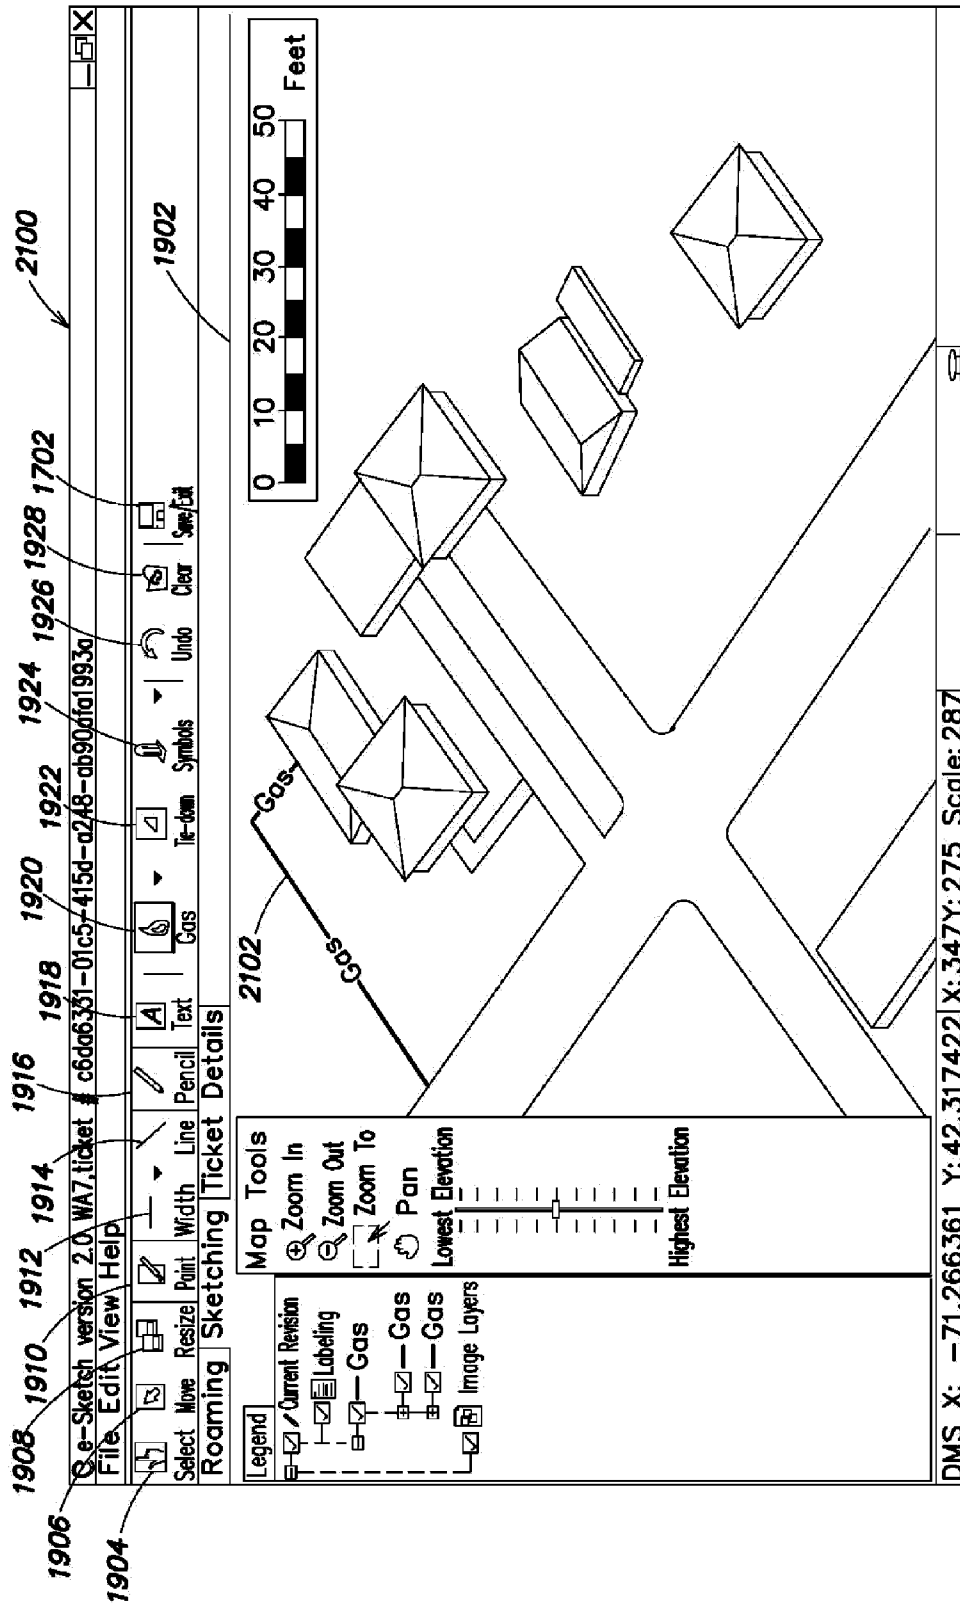 2100
1904
1906
1908
1910
1912
1914
1916
1918
1920
1922
1924
1926
1928
1702
1902
e-Sketch version 2.0 WA7, ticket # c6da6331-01c5-415d-a248-ab90dfa1993a
File Edit View Help
Select Move Resize Paint Width Line Pencil Text Gas Tie-down Symbols Undo Clear Save/Exit
Roaming Sketching Ticket Details
Legend
Current Revision
Labeling
Gas
Gas
Gas
Image Layers
Map Tools
Zoom In
Zoom Out
Zoom To
Pan
Lowest Elevation
Highest Elevation
2102
Gas
Gas
0 10 20 30 40 50
Feet
DMS X: -71.266361 Y: 42.317422 X: 347Y: 275 Scale: 287